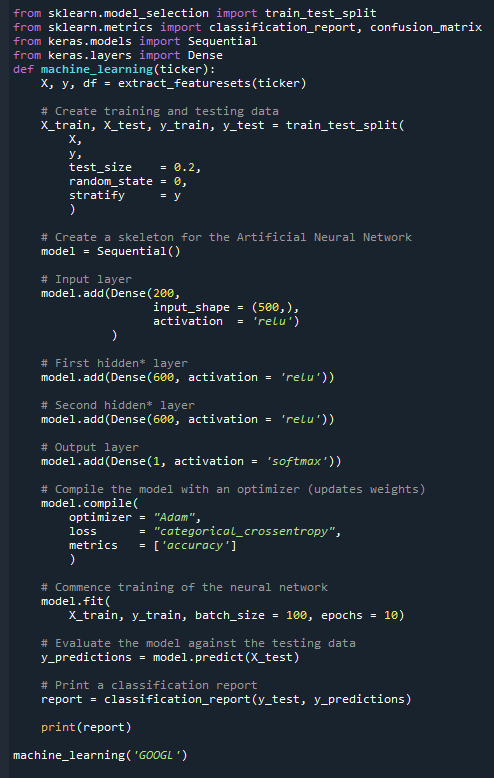 from sklearn.model_selection import train_test_split
from sklearn.metrics import classification_report, confusion_matrix
from keras.models import Sequential
from keras.layers import Dense
def machine_learning(ticker):
    X, y, df = extract_featuresets(ticker)

    # Create training and testing data
    X_train, X_test, y_train, y_test = train_test_split(
        X,
        y,
        test_size    = 0.2,
        random_state = 0,
        stratify     = y
        )

    # Create a skeleton for the Artificial Neural Network
    model = Sequential()

    # Input layer
    model.add(Dense(200,
                    input_shape = (500,),
                    activation  = 'relu')
              )

    # First hidden* layer
    model.add(Dense(600, activation = 'relu'))

    # Second hidden* layer
    model.add(Dense(600, activation = 'relu'))

    # Output layer
    model.add(Dense(1, activation = 'softmax'))

    # Compile the model with an optimizer (updates weights)
    model.compile(
        optimizer = "Adam",
        loss      = "categorical_crossentropy",
        metrics   = ['accuracy']
        )

    # Commence training of the neural network
    model.fit(
        X_train, y_train, batch_size = 100, epochs = 10)

    # Evaluate the model against the testing data
    y_predictions = model.predict(X_test)

    # Print a classification report
    report = classification_report(y_test, y_predictions)

    print(report)

machine_learning('GOOGL')